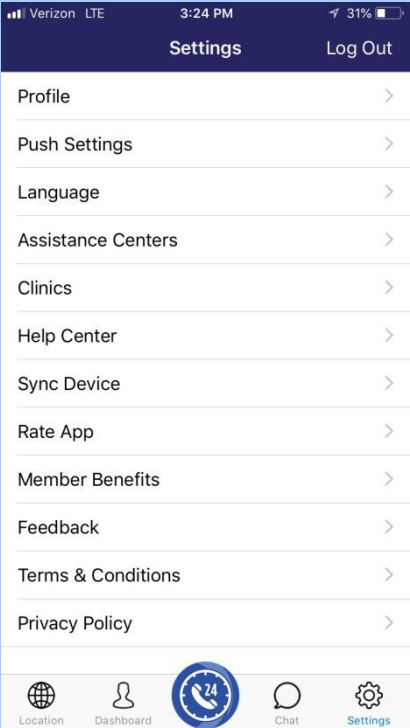 Verizon LTE 3:24 PM 31%
Settings Log Out
Profile
Push Settings
Language
Assistance Centers
Clinics
Help Center
Sync Device
Rate App
Member Benefits
Feedback
Terms & Conditions
Privacy Policy
24
Location Dashboard Chat Settings